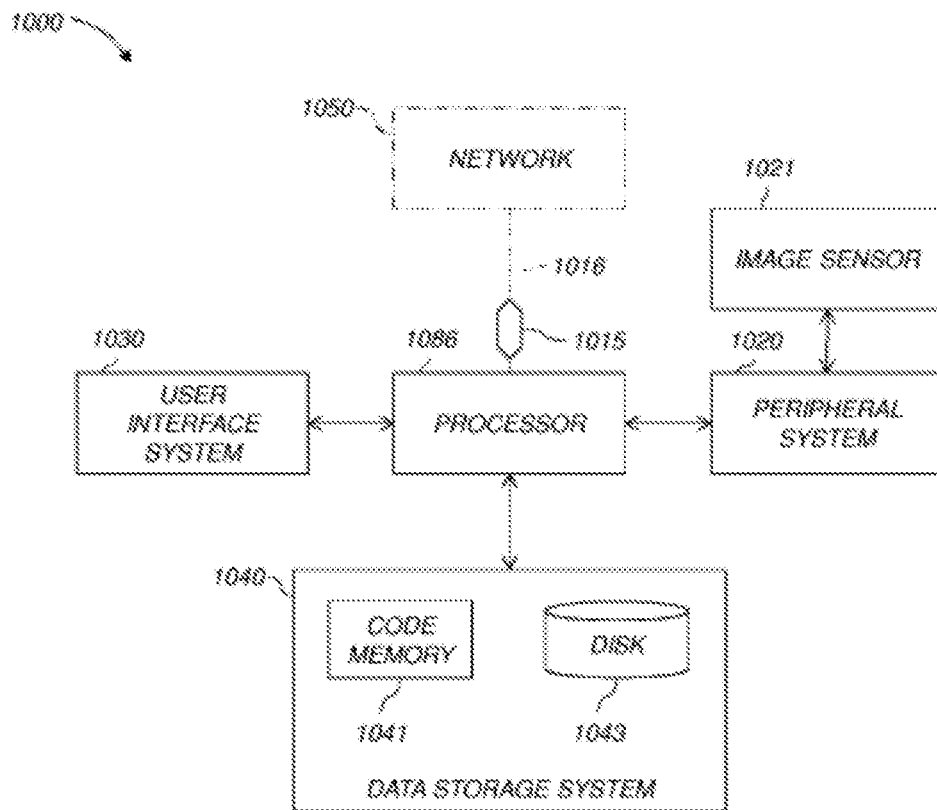 1000
1050
NETWORK
1021
IMAGE SENSOR
1016
1015
1030
USER
INTERFACE
SYSTEM
1086
PROCESSOR
1020
PERIPHERAL
SYSTEM
1040
CODE
MEMORY
1041
DISK
1043
DATA STORAGE SYSTEM